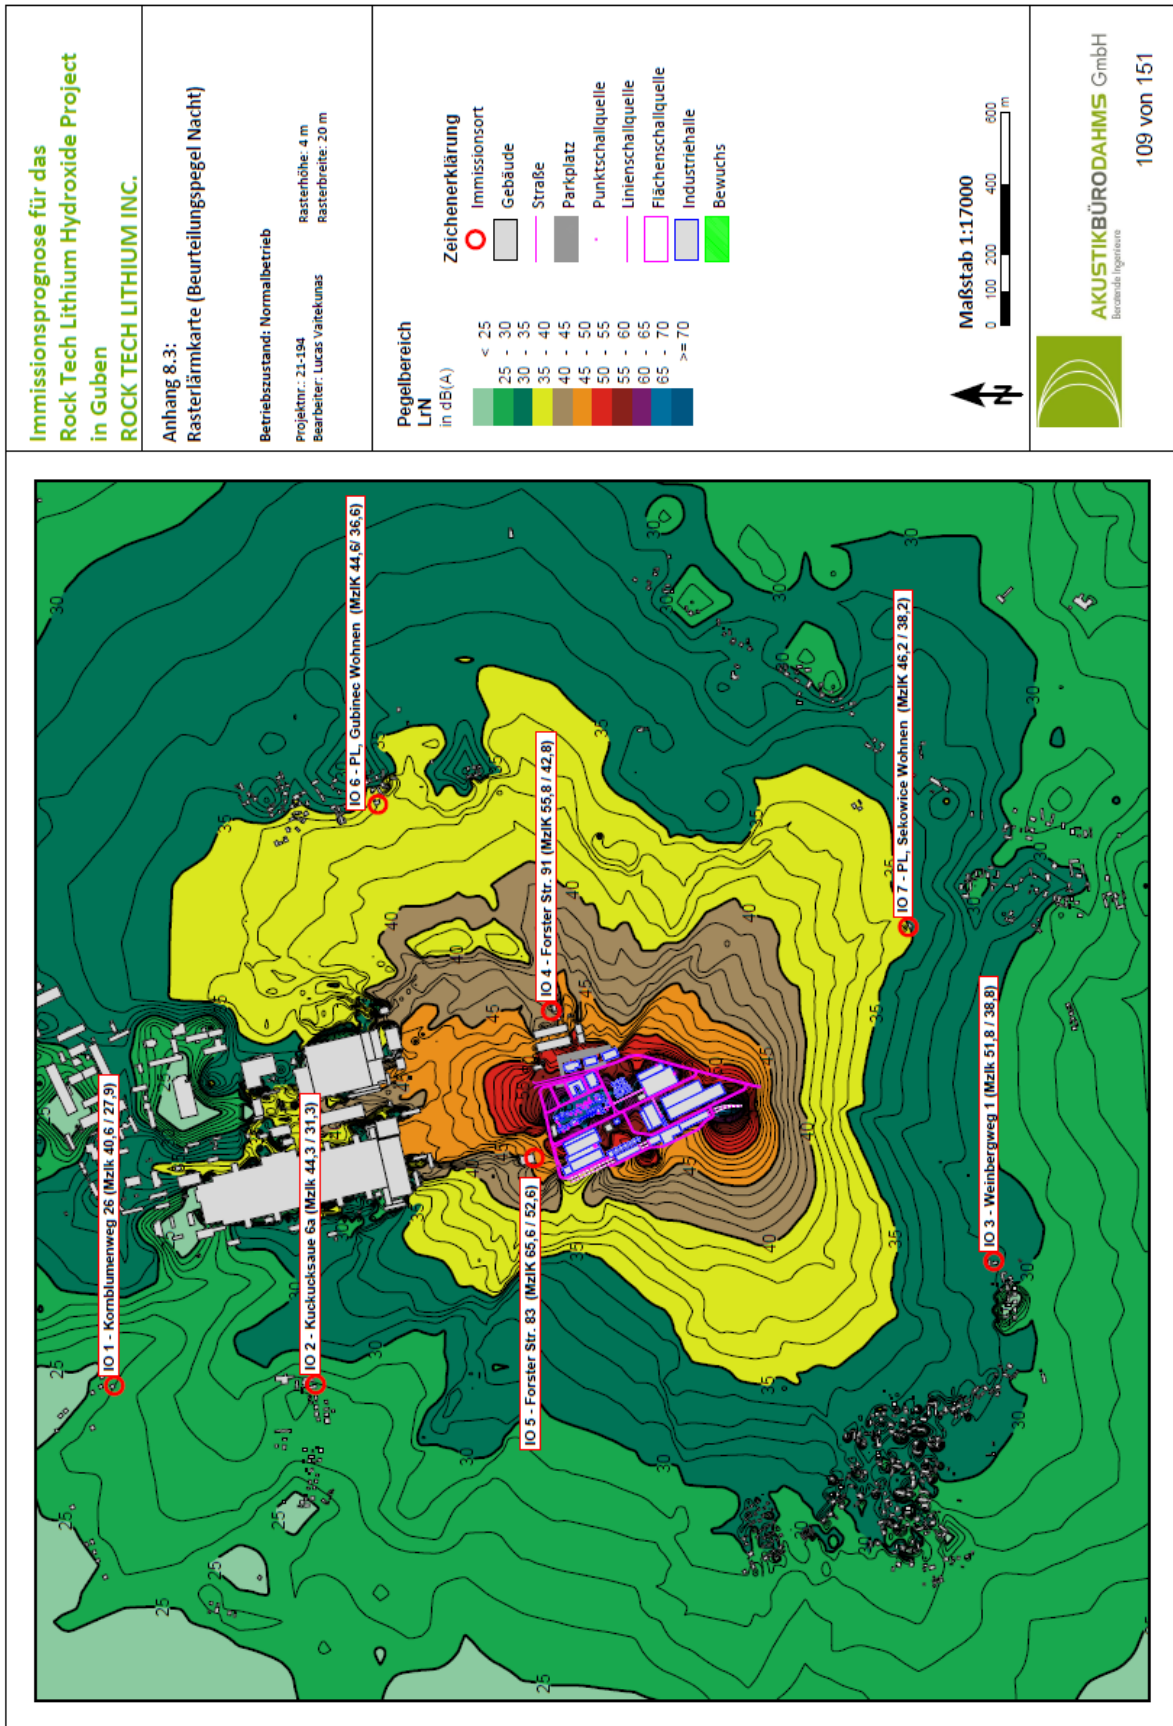 Immissionsprognose für das
Rock Tech Lithium Hydroxide Project
in Guben
ROCK TECH LITHIUM INC.
Anhang 8.3:
Rasterlärmkarte (Beurteilungspegel Nacht)
Betriebszustand: Normalbetrieb
Projektnr.: 21-194
Rasterhöhe: 4 m
Bearbeiter: Lucas Vaitekunas
Rasterbreite: 20 m
Pegelbereich
LrN
in dB(A)
< 25
25 - 30
30 - 35
35 - 40
40 - 45
45 - 50
50 - 55
55 - 60
60 - 65
65 - 70
>= 70
Zeichenerklärung
Immissionsort
Gebäude
Straße
Parkplatz
Punktschallquelle
Linienschallquelle
Flächenschallquelle
Industriehalle
Bewuchs
Maßstab 1:17000
0 100 200 400 600
m
N
AKUSTIKBÜRODAHMS GmbH
Beratende Ingenieure
109 von 151
IO 1 - Kornblumenweg 26 (Mzlk 40,6 / 27,9)
IO 2 - Kuckucksaue 6a (Mzlk 44,3 / 31,3)
IO 6 - PL, Gubinec Wohnen (MzlK 44,6/ 36,6)
IO 5 - Forster Str. 83 (MzlK 65,6 / 52,6)
IO 4 - Forster Str. 91 (MzlK 55,8 / 42,8)
IO 7 - PL, Sekowice Wohnen (MzlK 46,2 / 38,2)
IO 3 - Weinbergweg 1 (Mzlk 51,8 / 38,8)